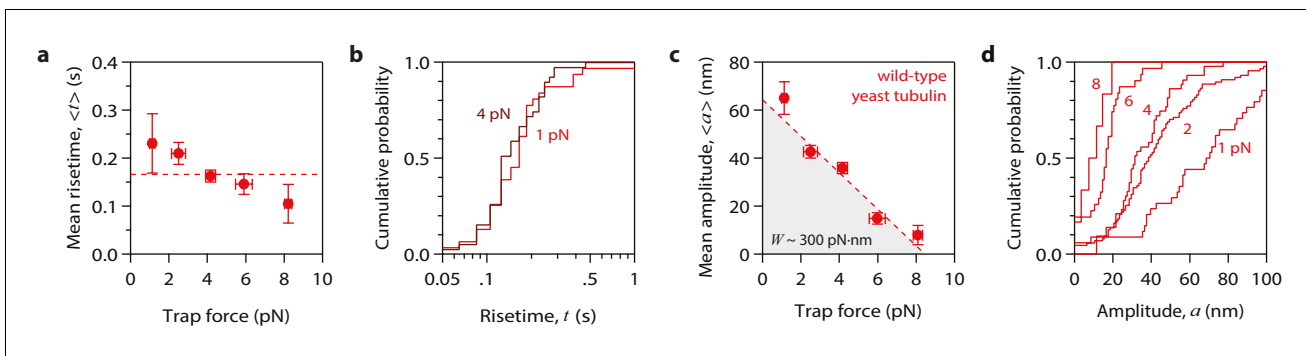 a
Mean risetime, <t> (s)
0.4
0.3
0.2
0.1
0.0
0 2 4 6 8 10
Trap force (pN)
b
Cumulative probability
1.0
0.5
0.0
4 pN
1 pN
0.05 .1 .5 1
Risetime, t (s)
c
Mean amplitude, <a> (nm)
80
60
40
20
0
wild-type
yeast tubulin
W ~ 300 pN·nm
0 2 4 6 8 10
Trap force (pN)
d
Cumulative probability
1.0
0.5
0.0
8
6
4
2
1 pN
0 20 40 60 80 100
Amplitude, a (nm)